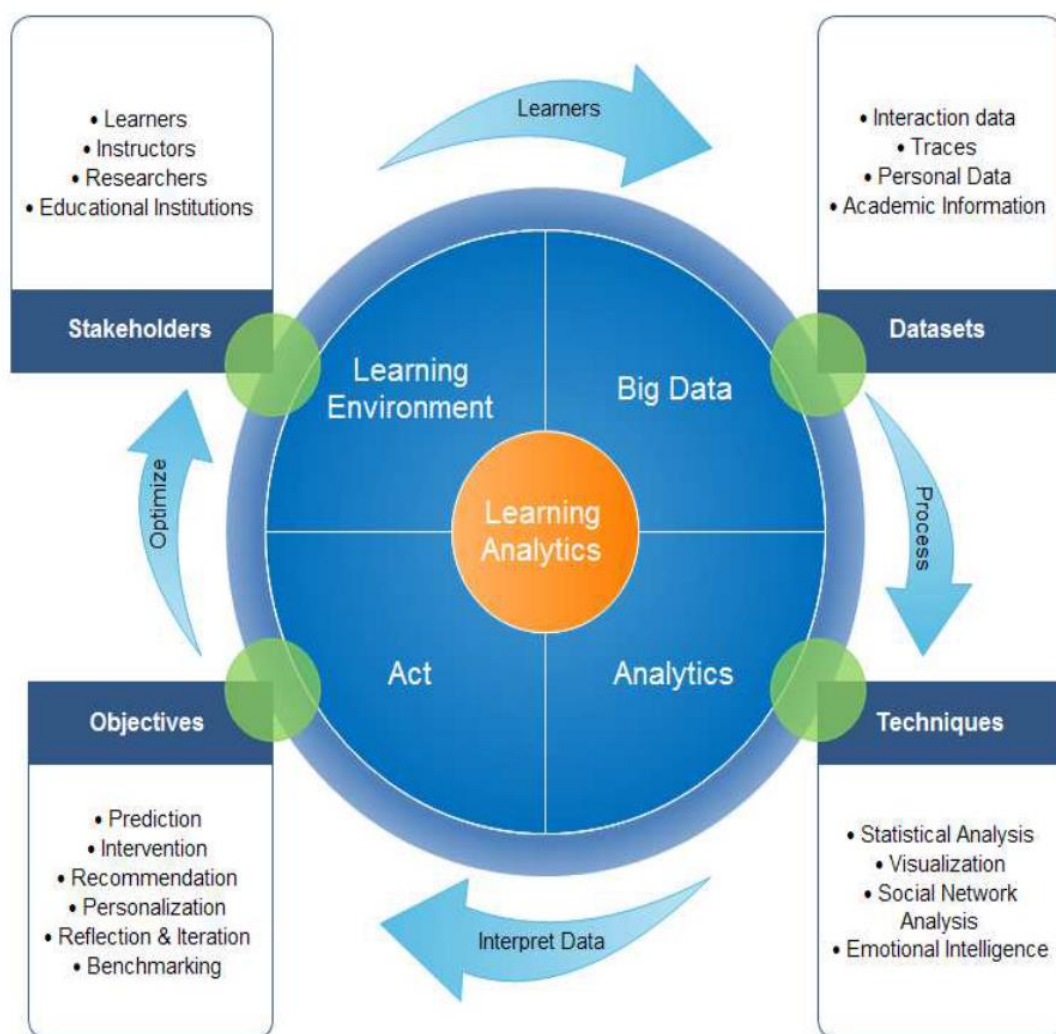 • Learners
• Instructors
• Researchers
• Educational Institutions
Stakeholders
Learners
• Interaction data
• Traces
• Personal Data
• Academic Information
Datasets
Learning
Environment
Big Data
Learning
Analytics
Act
Analytics
Optimize
Process
Objectives
• Prediction
• Intervention
• Recommendation
• Personalization
• Reflection & Iteration
• Benchmarking
Interpret Data
Techniques
• Statistical Analysis
• Visualization
• Social Network
Analysis
• Emotional Intelligence